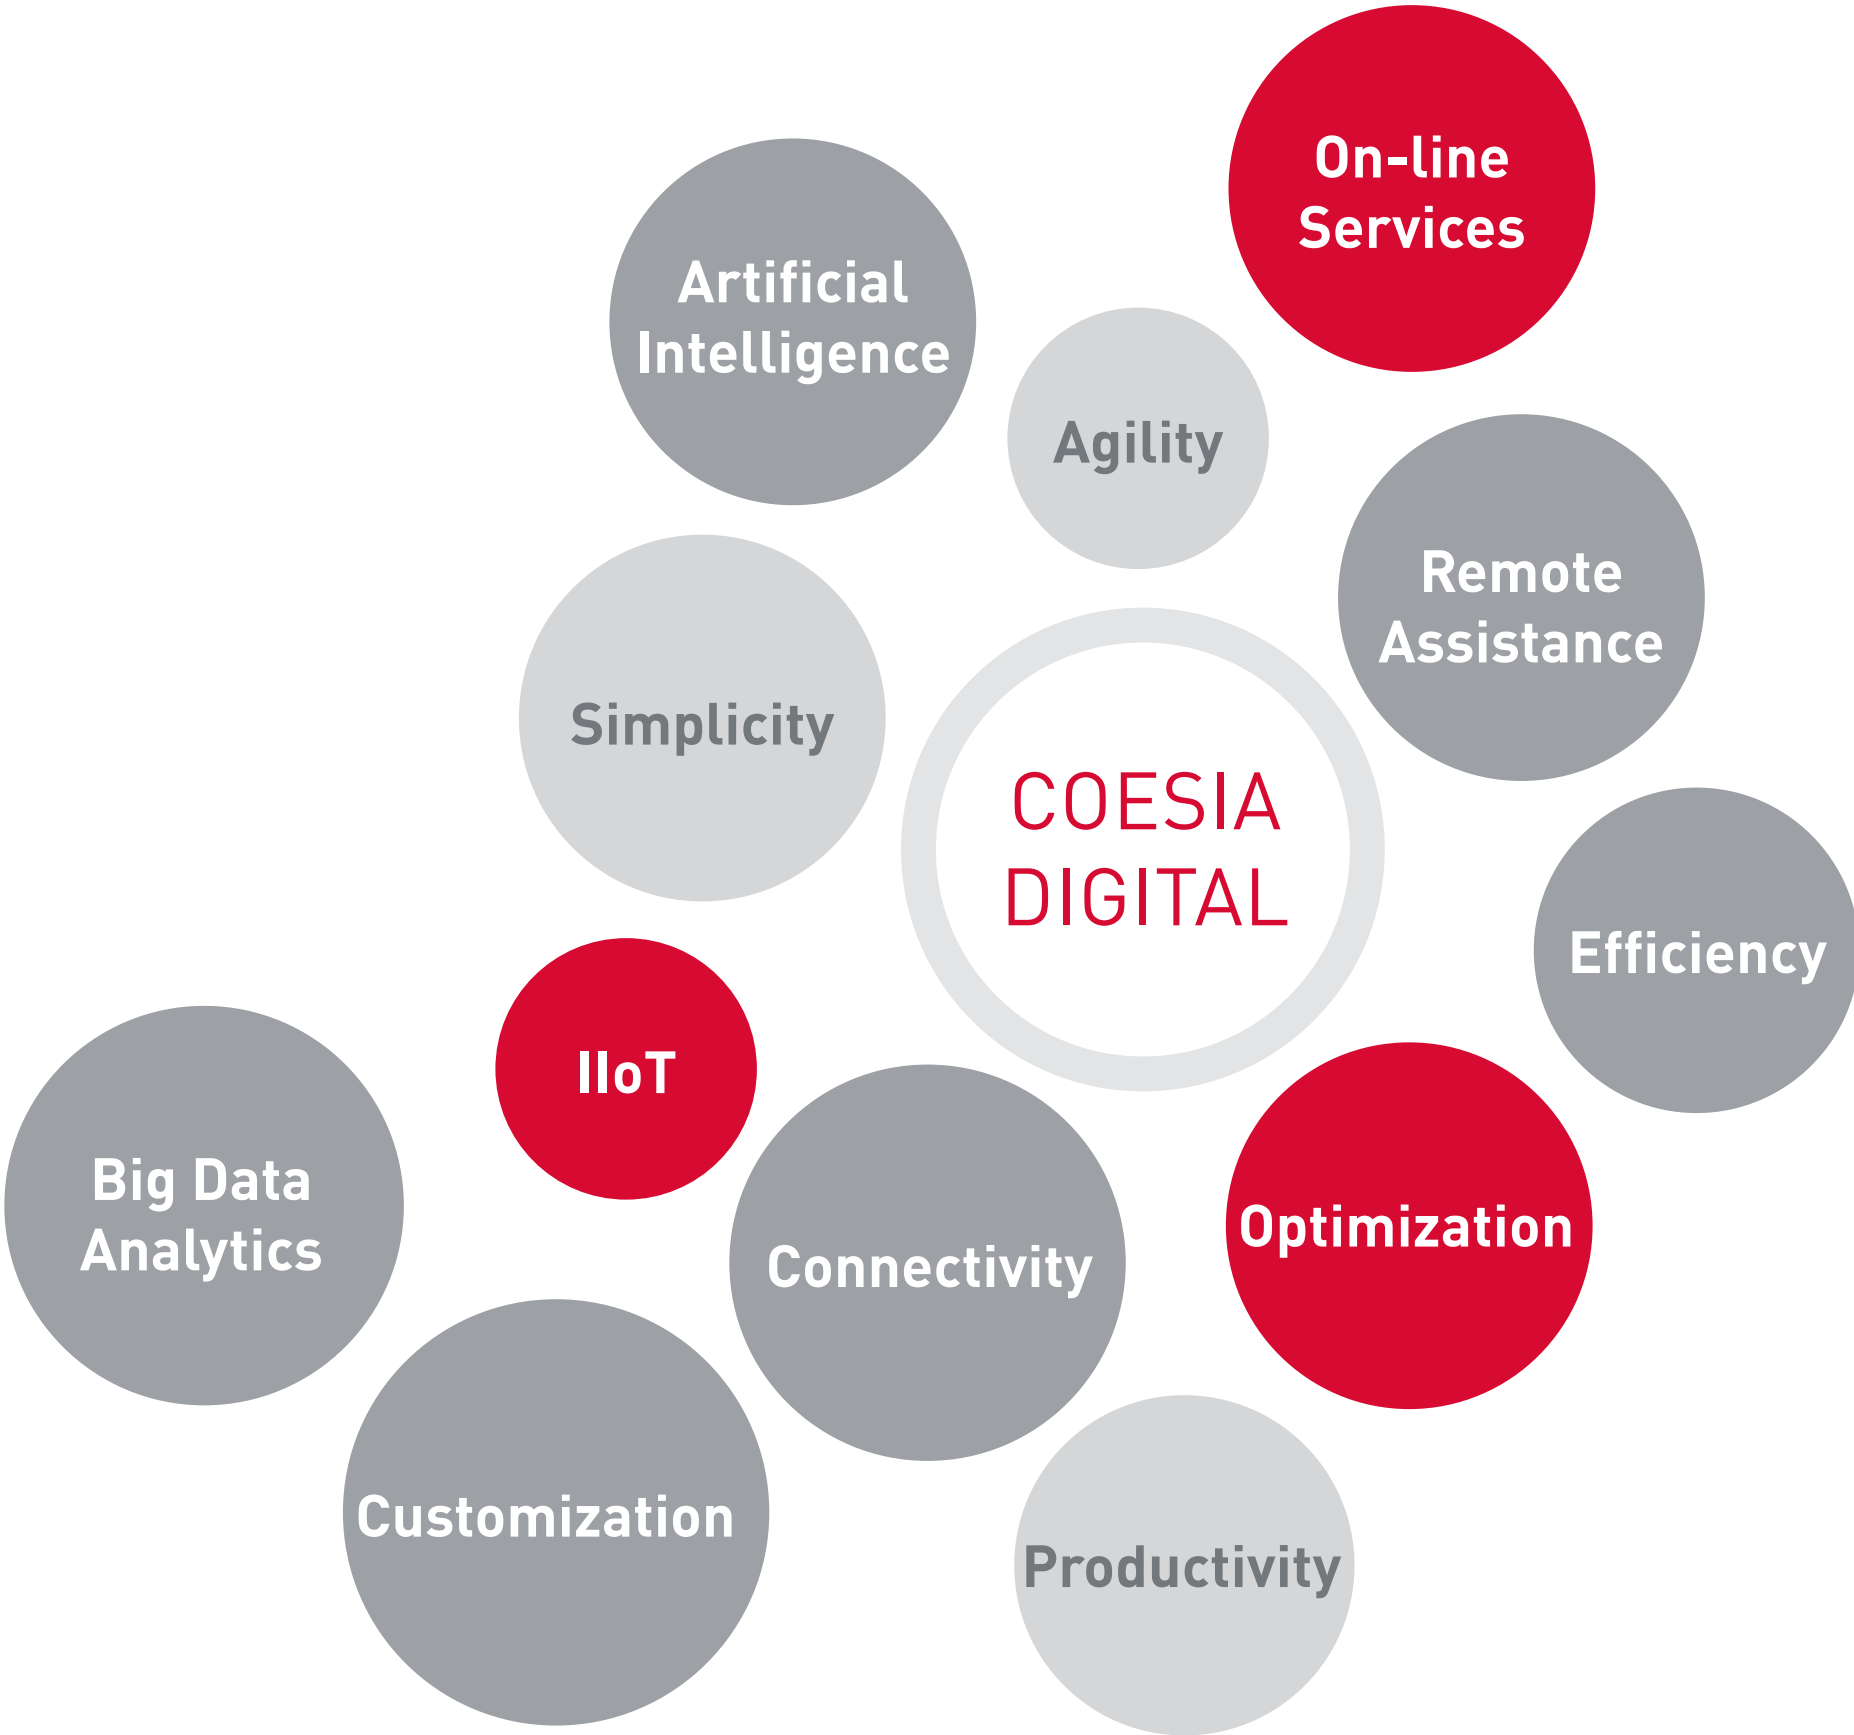 On-line
Services
Artificial
Intelligence
Agility
Remote
Assistance
Simplicity
COESIA
DIGITAL
Efficiency
IIoT
Big Data
Analytics
Connectivity
Optimization
Customization
Productivity